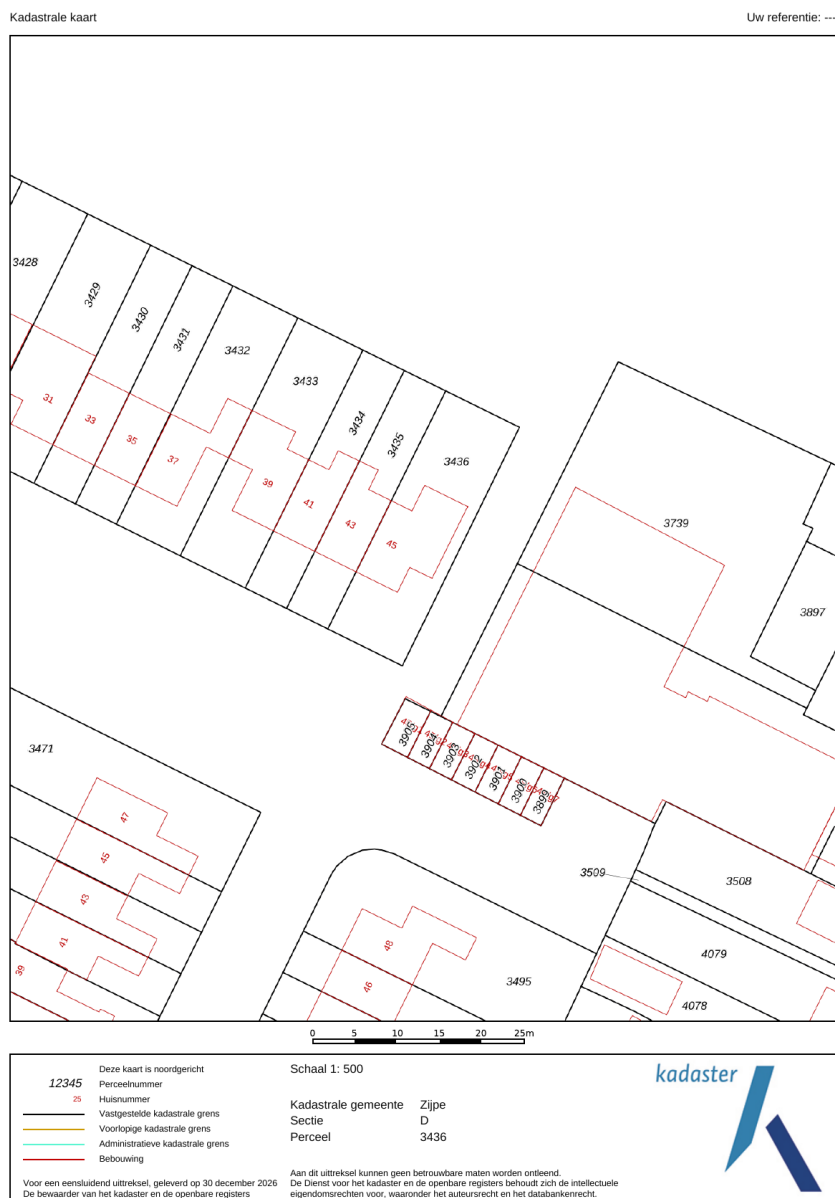 Kadastrale kaart
Uw referentie: ---
3428
3429
3430
3431
3432
3433
3434
3435
3436
31
33
35
37
39
41
43
45
3739
3897
3905
3904
3903
3902
3901
3900
3899
3471
47
45
43
41
39
48
46
3495
3509
3508
4079
4078
0 5 10 15 20 25m
Deze kaart is noordgericht
12345 Perceelnummer
25 Huisnummer
Vastgestelde kadastrale grens
Voorlopige kadastrale grens
Administratieve kadastrale grens
Bebouwing
Schaal 1: 500
Kadastrale gemeente Zijpe
Sectie D
Perceel 3436
kadaster
Voor een eensluidend uittreksel, geleverd op 30 december 2026
De bewaarder van het kadaster en de openbare registers
Aan dit uittreksel kunnen geen betrouwbare maten worden ontleend.
De Dienst voor het kadaster en de openbare registers behoudt zich de intellectuele
eigendomsrechten voor, waaronder het auteursrecht en het databankenrecht.